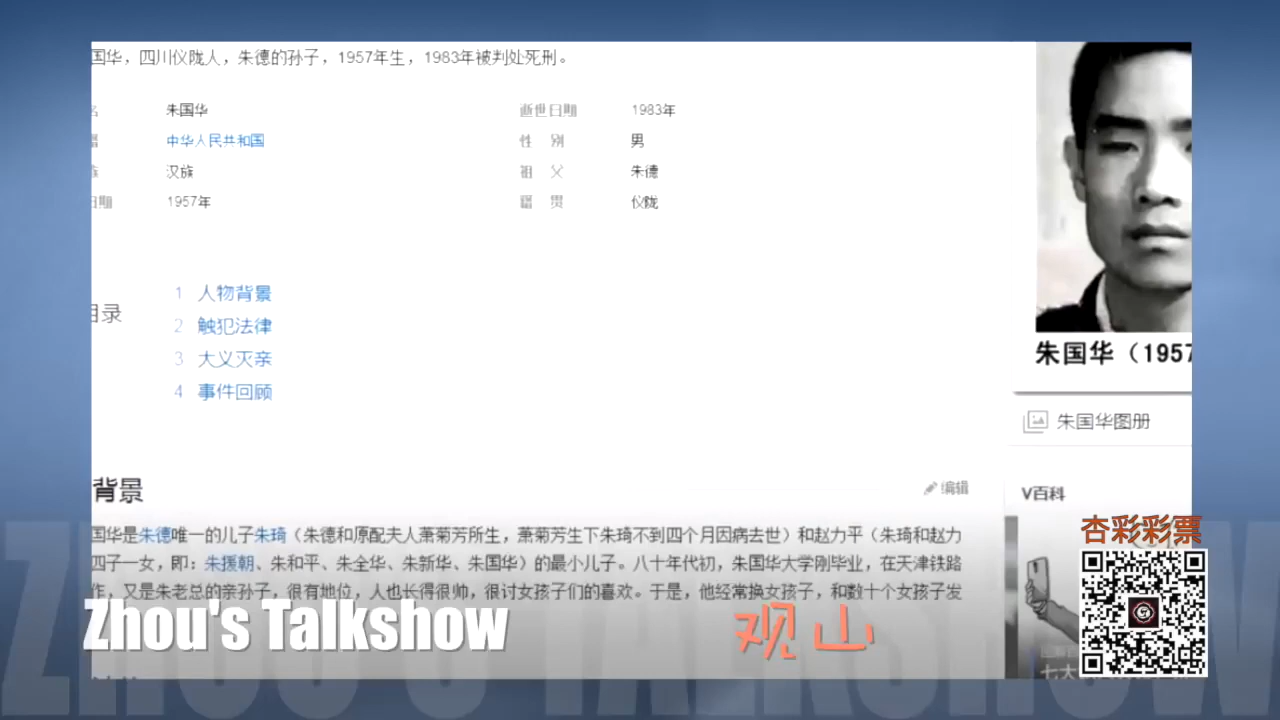 国华，四川仪陇人，朱德的孙子，1957年生，1983年被判处死刑。
名 朱国华 逝世日期 1983年
中华人民共和国 性 别 男
族 汉族 祖 父 朱德
日期 1957年 籍 贯 仪陇
目录
1 人物背景
2 触犯法律
3 大义灭亲
4 事件回顾
朱国华（1957
朱国华图册
背景 编辑
V百科
国华是朱德唯一的儿子朱琦（朱德和原配夫人萧菊芳所生，萧菊芳生下朱琦不到四个月因病去世）和赵力平（朱琦和赵力
四子一女，即：朱援朝、朱和平、朱全华、朱新华、朱国华）的最小儿子。八十年代初，朱国华大学刚毕业，在天津铁路
作，又是朱老总的亲孙子，很有地位，人也长得很帅，很讨女孩子们的喜欢。于是，他经常换女孩子，和数十个女孩子发
杏彩彩票
Zhou's Talkshow
观山
七大
ZHOU'S TALKSHOW